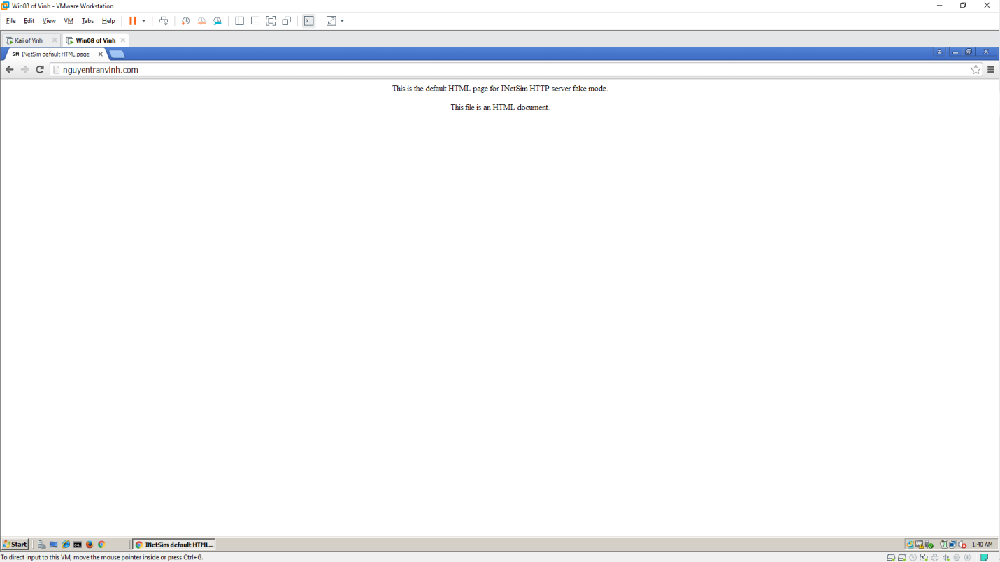 Win08 of Vinh - VMware Workstation
File Edit View VM Tabs Help
Kali of Vinh Win08 of Vinh
SIM INetSim default HTML page
nguyentranvinh.com
This is the default HTML page for INetSim HTTP server fake mode.
This file is an HTML document.
Start INetSim default HTML... 1:40 AM
To direct input to this VM, move the mouse pointer inside or press Ctrl+G.